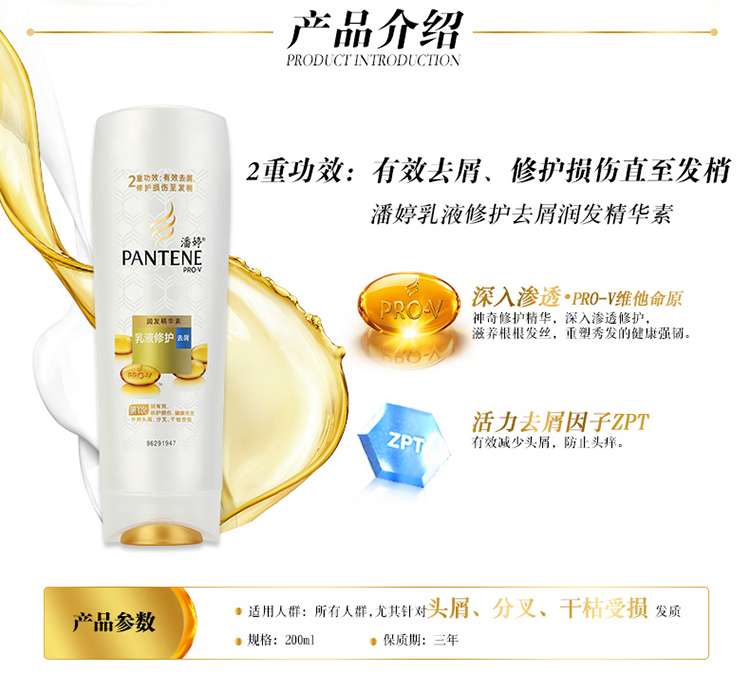 产品介绍
PRODUCT INTRODUCTION
2重功效：有效去屑、修护损伤直至发梢
潘婷乳液修护去屑润发精华素
2重功效：有效去屑、
修护损伤至发梢
潘婷®
PANTENE
PRO-V
润发精华素
乳液修护 去屑
PRO-V
96291947
PRO-V
深入渗透·PRO-V维他命原
神奇修护精华，深入渗透修护，
滋养根根发丝，重塑秀发的健康强韧。
ZPT
活力去屑因子ZPT
有效减少头屑，防止头痒。
产品参数
适用人群：所有人群,尤其针对头屑、分叉、干枯受损 发质
规格：200ml 保质期：三年